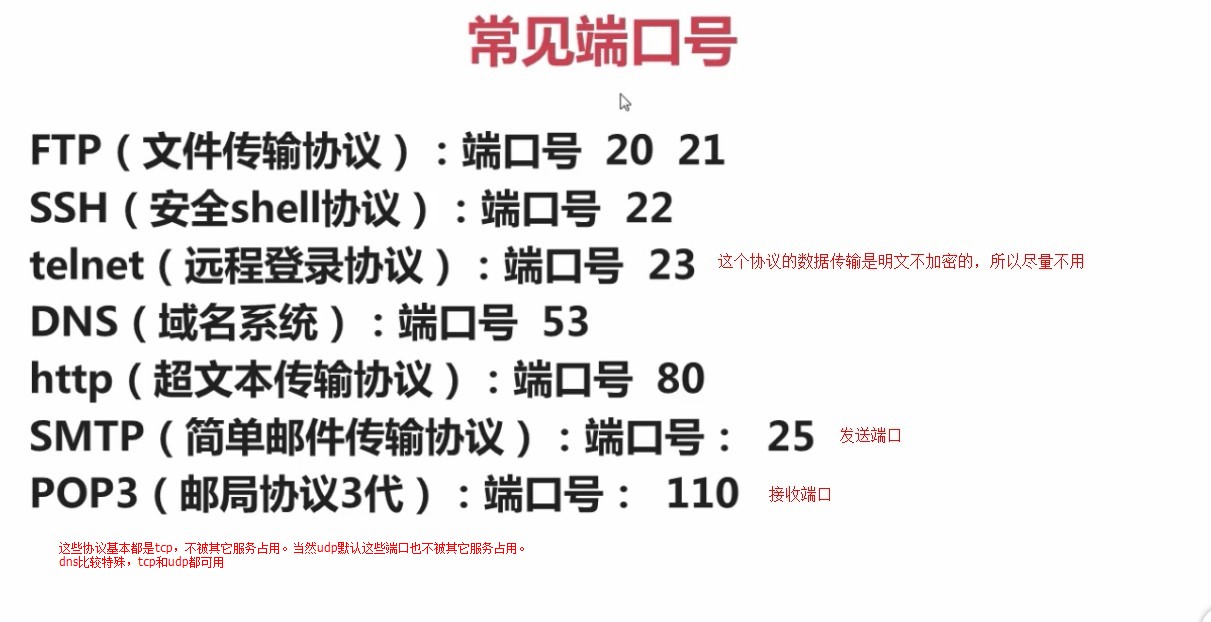 常见端口号
FTP（文件传输协议）：端口号 20 21
SSH（安全shell协议）：端口号 22
telnet（远程登录协议）：端口号 23 这个协议的数据传输是明文不加密的，所以尽量不用
DNS（域名系统）：端口号 53
http（超文本传输协议）：端口号 80
SMTP（简单邮件传输协议）：端口号： 25 发送端口
POP3（邮局协议3代）：端口号： 110 接收端口
这些协议基本都是tcp，不被其它服务占用。当然udp默认这些端口也不被其它服务占用。
dns比较特殊，tcp和udp都可用